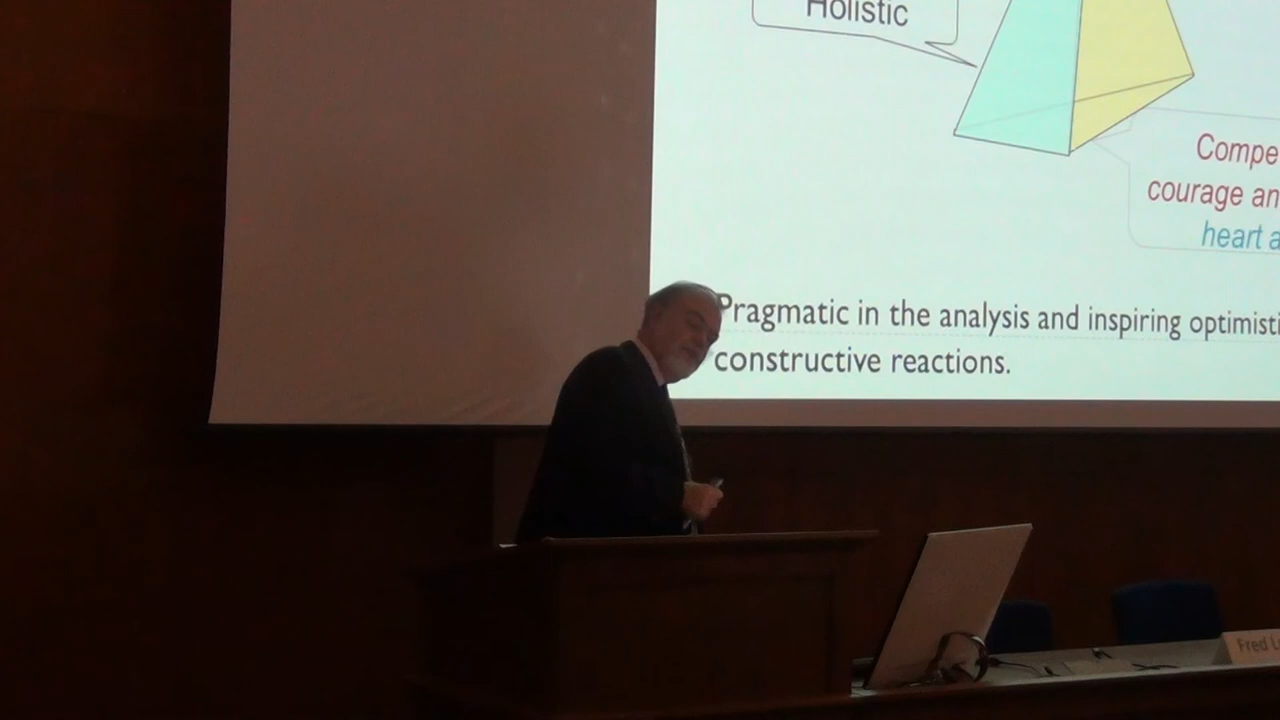 Holistic
Compe
courage an
heart a
Pragmatic in the analysis and inspiring optimisti
constructive reactions.
Fred L